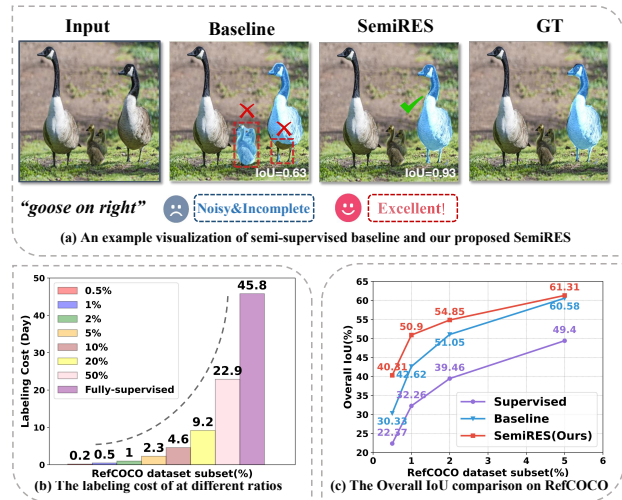 Input Baseline SemiRES GT
IoU=0.63 IoU=0.93
"goose on right" Noisy&Incomplete Excellent!
(a) An example visualization of semi-supervised baseline and our proposed SemiRES
50
40
30
20
10
0
Labeling Cost (Day)
0.5%
1%
2%
5%
10%
20%
50%
Fully-supervised
0.2 0.5 1 2.3 4.6 9.2 22.9 45.8
RefCOCO dataset subset(%)
(b) The labeling cost of at different ratios
65
60
55
50
45
40
35
30
25
20
Overall IoU(%)
40.31 50.9 54.85 61.31
30.33 42.62 51.05 60.58
22.37 32.26 39.46 49.4
Supervised
Baseline
SemiRES(Ours)
0 1 2 3 4 5 6
RefCOCO dataset subset(%)
(c) The Overall IoU comparison on RefCOCO